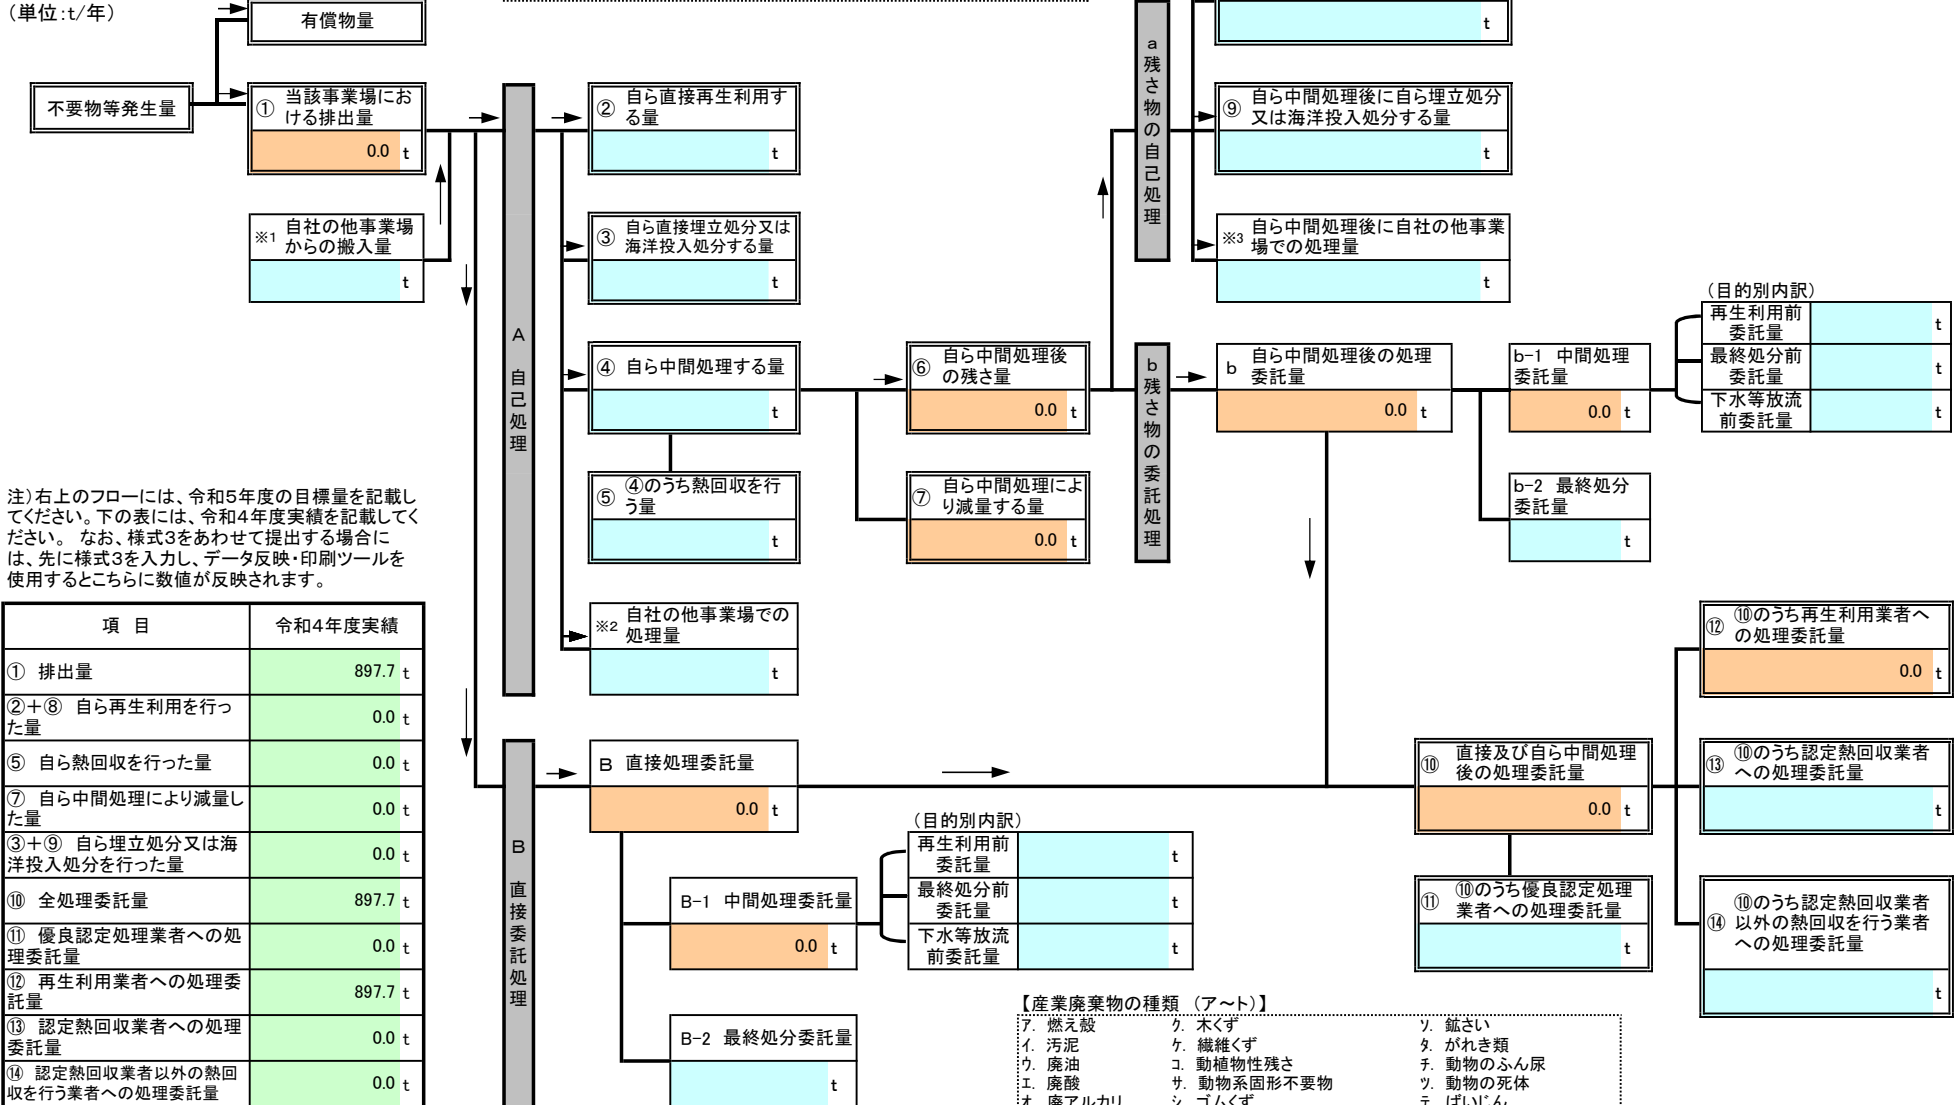 （単位：t/年）
有償物量
不要物等発生量
① 当該事業場にお
ける排出量
0.0 t
※1 自社の他事業場
からの搬入量
t
A 自己処理
② 自ら直接再生利用す
る量
t
③ 自ら直接埋立処分又は
海洋投入処分する量
t
④ 自ら中間処理する量
t
⑤ ④のうち熱回収を行
う量
t
※2 自社の他事業場での
処理量
t
⑥ 自ら中間処理後
の残さ量
0.0 t
⑦ 自ら中間処理によ
り減量する量
0.0 t
a 残さ物の自己処理
t
⑨ 自ら中間処理後に自ら埋立処分
又は海洋投入処分する量
t
※3 自ら中間処理後に自社の他事業
場での処理量
t
b 残さ物の委託処理
b 自ら中間処理後の処理
委託量
0.0 t
b-1 中間処理
委託量
0.0 t
b-2 最終処分
委託量
t
（目的別内訳）
再生利用前
委託量
t
最終処分前
委託量
t
下水等放流
前委託量
t
注）右上のフローには、令和５年度の目標量を記載し
てください。下の表には、令和４年度実績を記載してく
ださい。 なお、様式３をあわせて提出する場合に
は、先に様式３を入力し、データ反映・印刷ツールを
使用するとこちらに数値が反映されます。
項 目 令和４年度実績
① 排出量 897.7 t
②＋⑧ 自ら再生利用を行っ
た量 0.0 t
⑤ 自ら熱回収を行った量 0.0 t
⑦ 自ら中間処理により減量し
た量 0.0 t
③＋⑨ 自ら埋立処分又は海
洋投入処分を行った量 0.0 t
⑩ 全処理委託量 897.7 t
⑪ 優良認定処理業者への処
理委託量 0.0 t
⑫ 再生利用業者への処理委
託量 897.7 t
⑬ 認定熱回収業者への処理
委託量 0.0 t
⑭ 認定熱回収業者以外の熱回
収を行う業者への処理委託量 0.0 t
B 直接委託処理
B 直接処理委託量
0.0 t
B-1 中間処理委託量
0.0 t
B-2 最終処分委託量
t
（目的別内訳）
再生利用前
委託量
t
最終処分前
委託量
t
下水等放流
前委託量
t
⑩ 直接及び自ら中間処理
後の処理委託量
0.0 t
⑪ ⑩のうち優良認定処理
業者への処理委託量
t
⑫ ⑩のうち再生利用業者へ
の処理委託量
0.0 t
⑬ ⑩のうち認定熱回収業者
への処理委託量
t
⑭ ⑩のうち認定熱回収業者
以外の熱回収を行う業者
への処理委託量
t
【産業廃棄物の種類 （ア～ト）】
ｱ. 燃え殻 ｸ. 木くず ｿ. 鉱さい
ｲ. 汚泥 ｹ. 繊維くず ﾀ. がれき類
ｳ. 廃油 ｺ. 動植物性残さ ﾁ. 動物のふん尿
ｴ. 廃酸 ｻ. 動物系固形不要物 ﾂ. 動物の死体
ｵ. 廃アルカリ ｼ. ゴムくず ﾃ. ばいじん